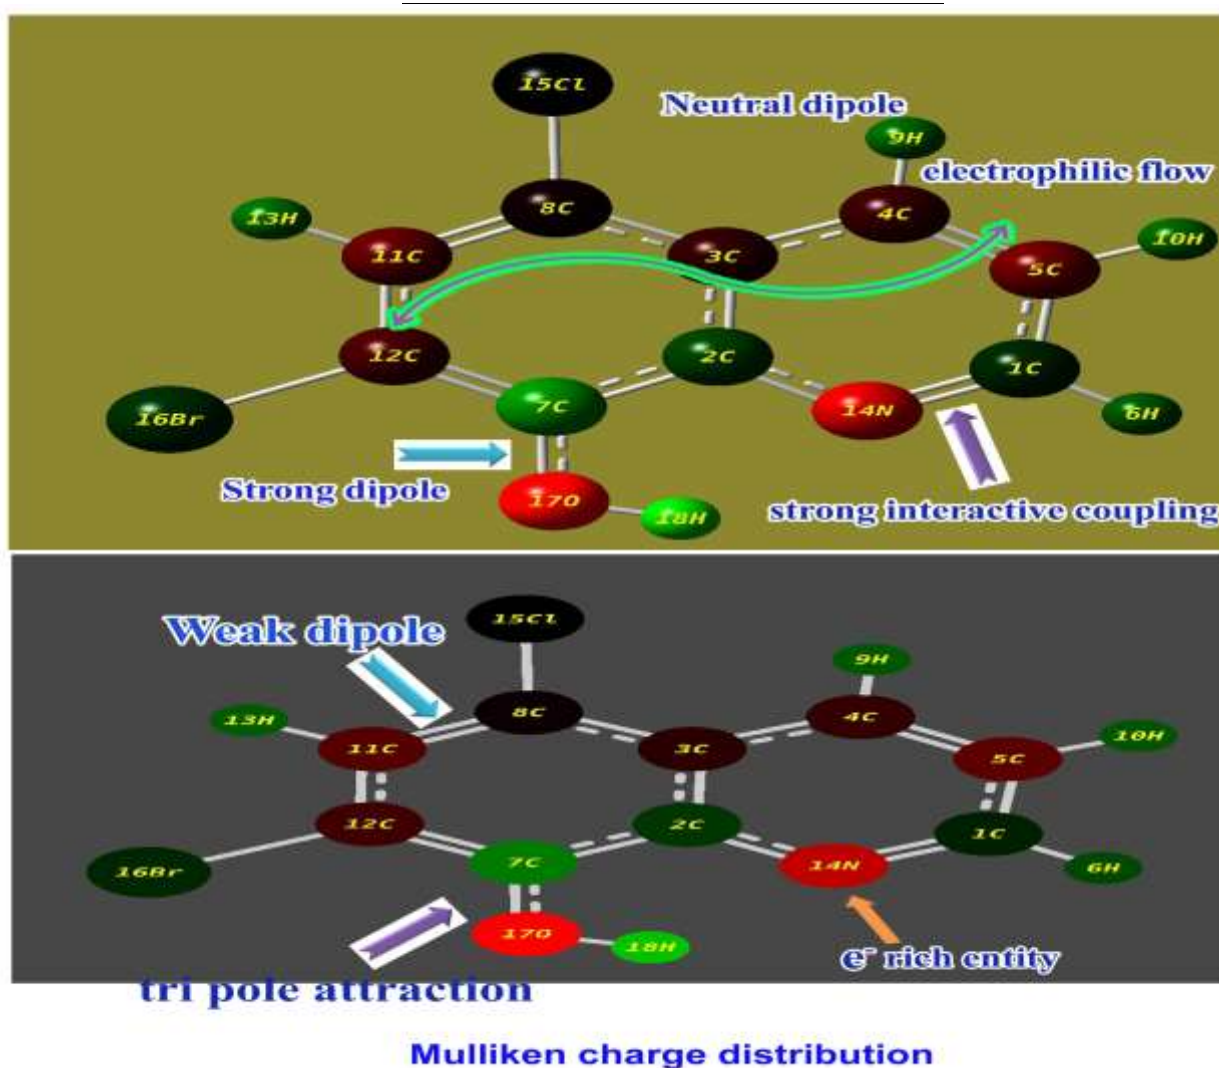 15Cl
Neutral dipole
9H
electrophilic flow
13H
8C
4C
10H
11C
3C
5C
12C
2C
1C
16Br
7C
14N
6H
Strong dipole
17O
18H
strong interactive coupling
15Cl
Weak dipole
9H
13H
8C
4C
10H
11C
3C
5C
12C
2C
1C
16Br
7C
14N
6H
17O
18H
e- rich entity
tri pole attraction
Mulliken charge distribution